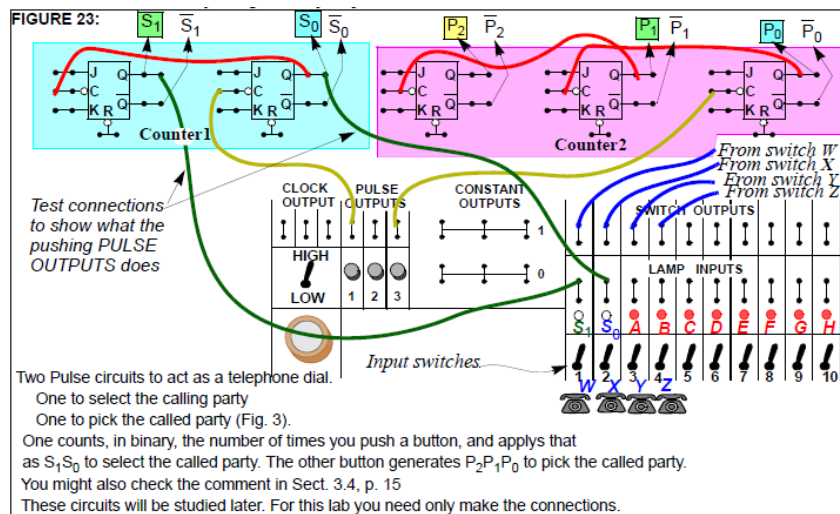 FIGURE 23:
S1 S̅1 S0 S̅0 P2 P̅2 P1 P̅1 P0 P̅0
J Q J Q J Q J Q J Q
C C C C C
K R Q̅ K R Q̅ K R Q̅ K R Q̅ K R Q̅
Counter1 Counter2
From switch W
From switch X
From switch Y
From switch Z
Test connections
to show what the
pushing PULSE
OUTPUTS does
CLOCK OUTPUT
PULSE OUTPUTS
CONSTANT OUTPUTS
SWITCH OUTPUTS
1
HIGH
LOW
1 2 3
0
LAMP INPUTS
S1 S0 A B C D E F G H
Input switches
1 2 3 4 5 6 7 8 9 10
W X Y Z
Two Pulse circuits to act as a telephone dial.
One to select the calling party
One to pick the called party (Fig. 3).
One counts, in binary, the number of times you push a button, and applys that
as S1S0 to select the called party. The other button generates P2P1P0 to pick the called party.
You might also check the comment in Sect. 3.4, p. 15
These circuits will be studied later. For this lab you need only make the connections.